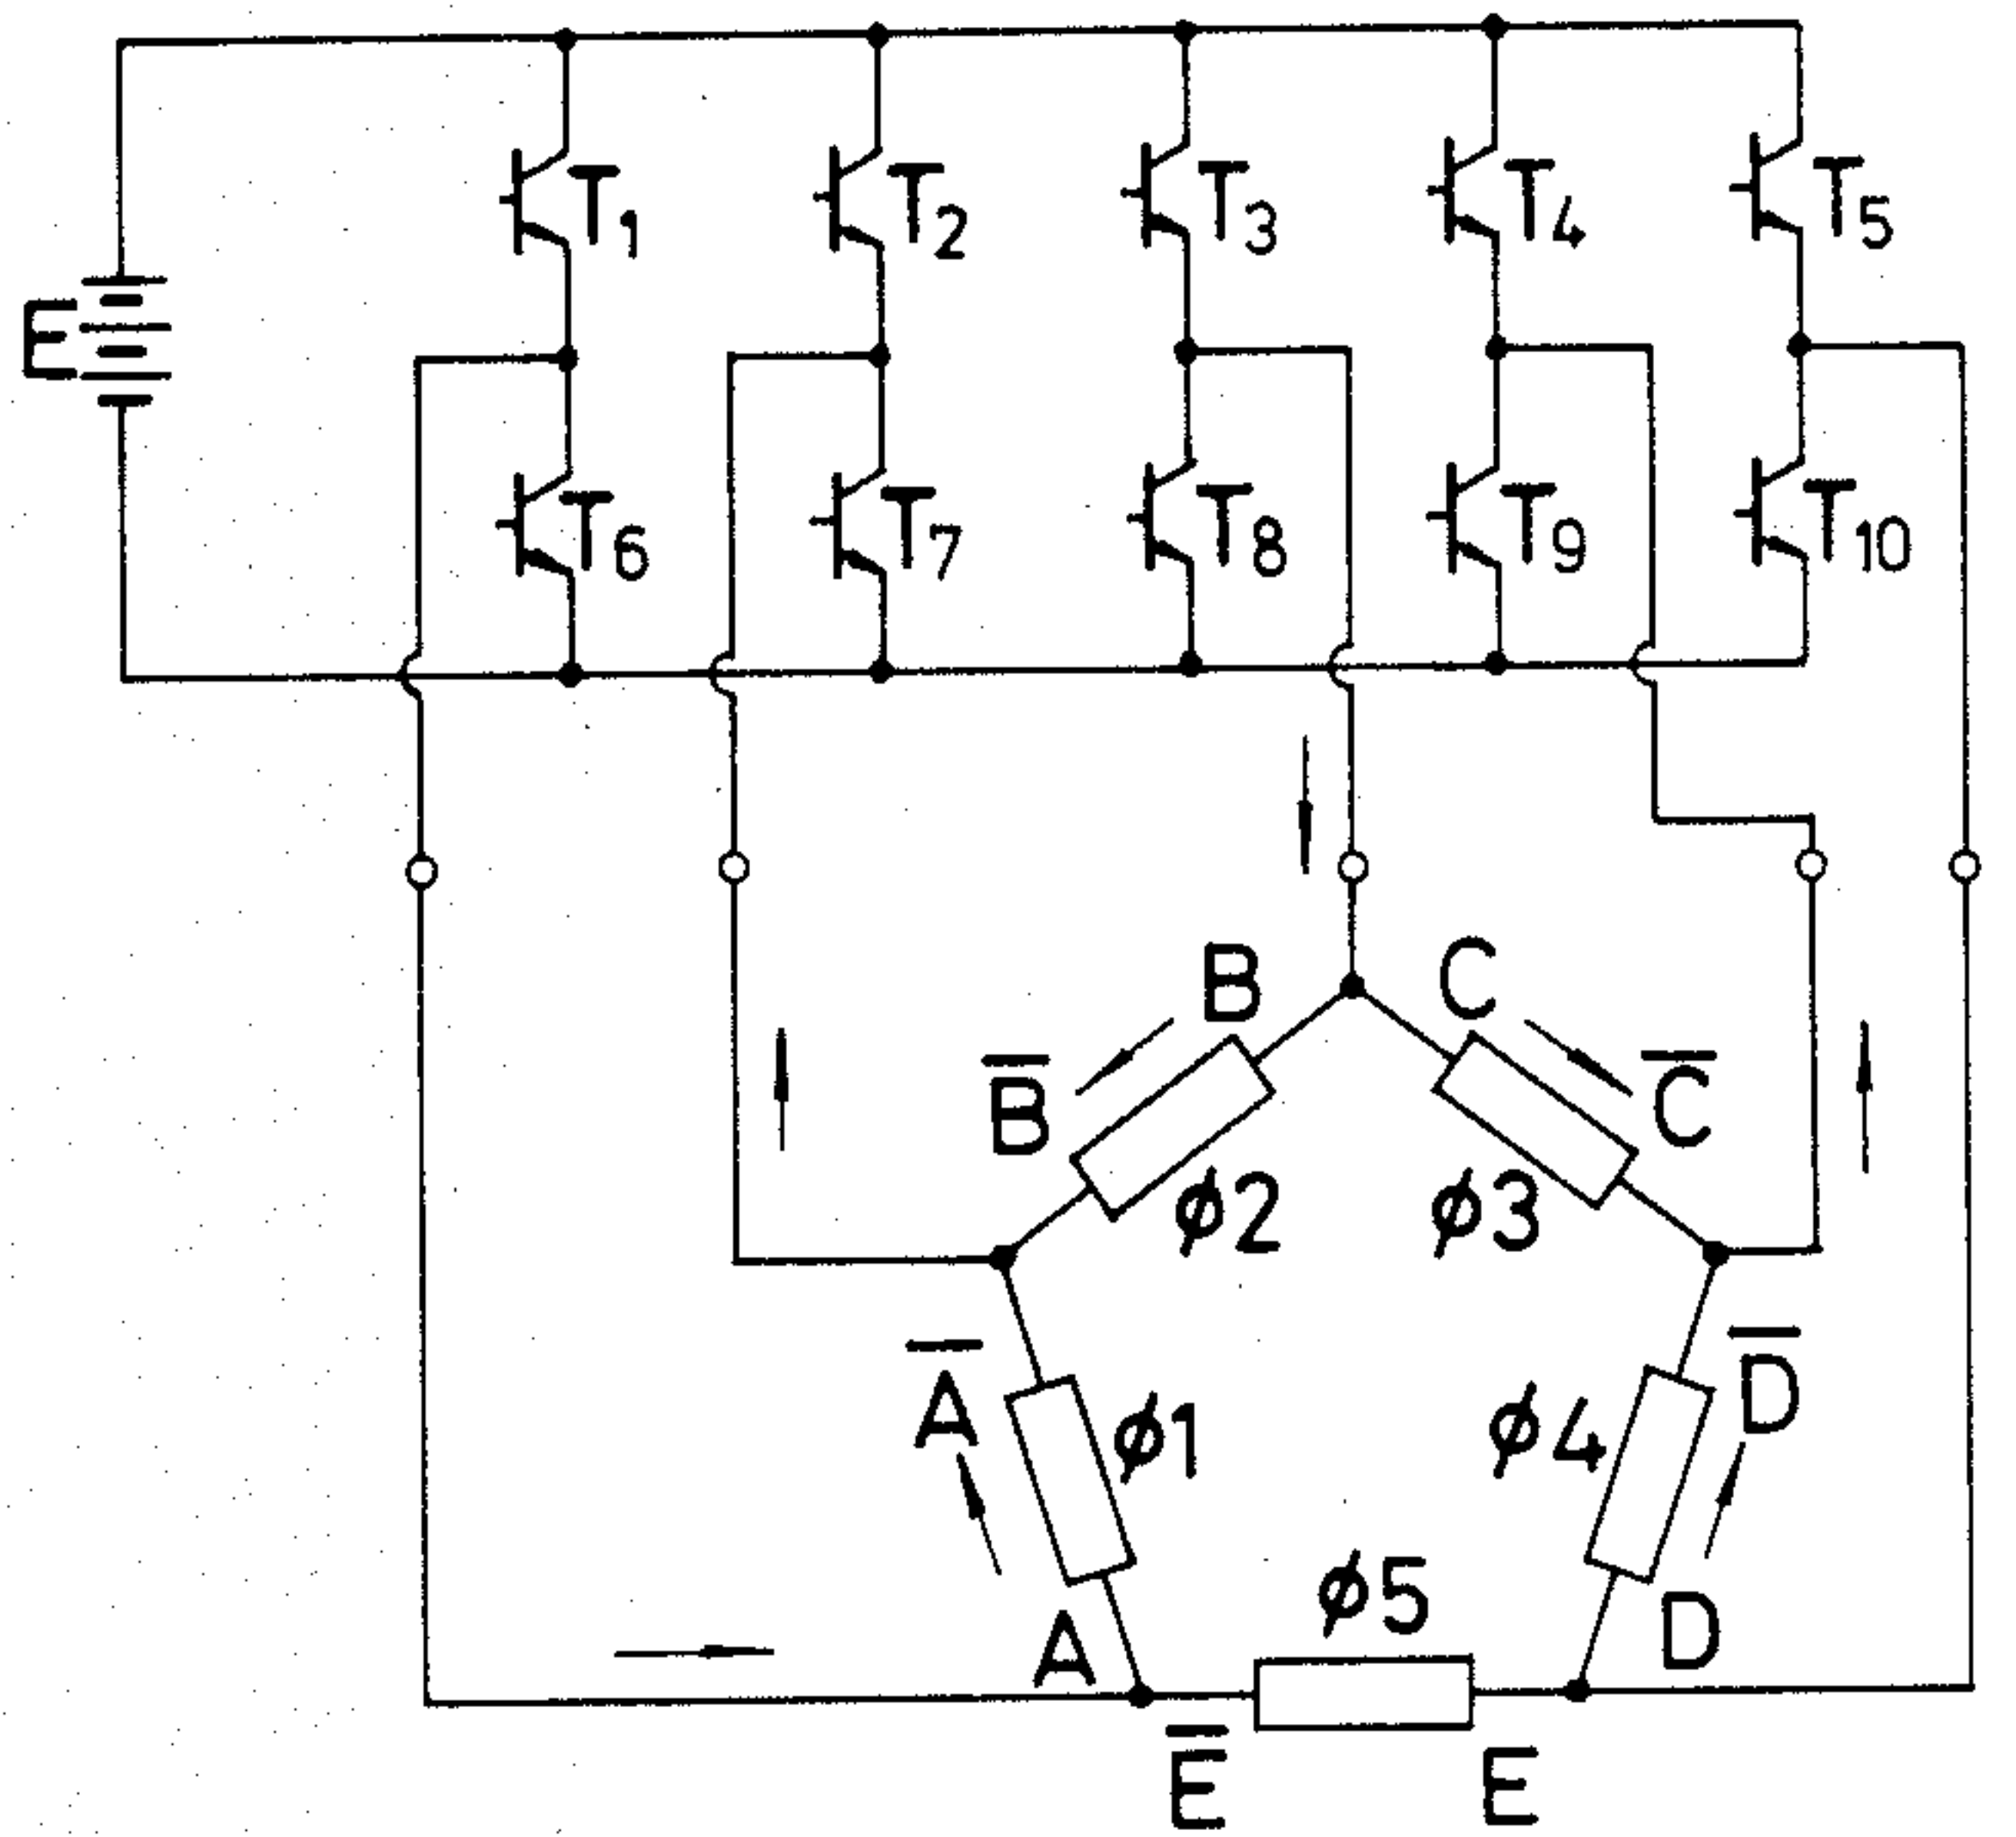 T1 T2 T3 T4 T5
E
T6 T7 T8 T9 T10
B C
B̅ C̅
ϕ2 ϕ3
A̅ ϕ1 ϕ4 D̅
ϕ5
A D
E̅ E